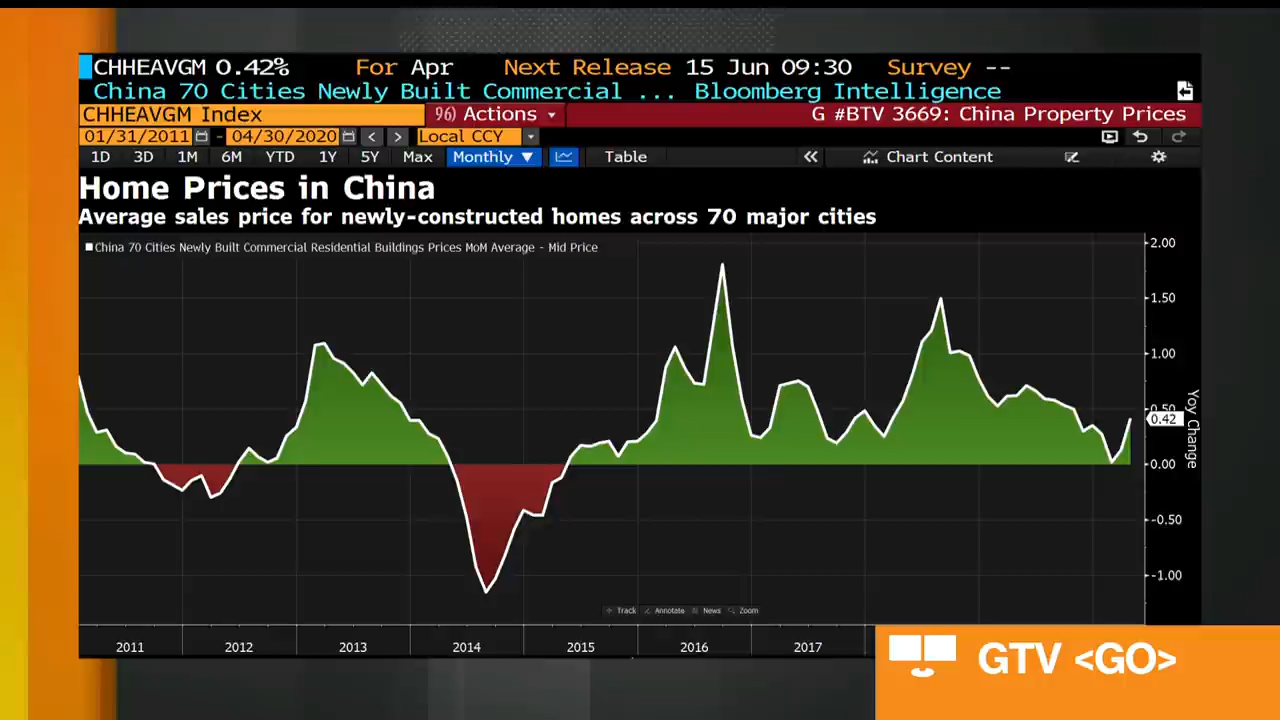 CHHEAVGM 0.42% For Apr Next Release 15 Jun 09:30 Survey --
China 70 Cities Newly Built Commercial ... Bloomberg Intelligence
CHHEAVGM Index 96) Actions G #BTV 3669: China Property Prices
01/31/2011 - 04/30/2020 < > Local CCY
1D 3D 1M 6M YTD 1Y 5Y Max Monthly ▼ Table « Chart Content
Home Prices in China
Average sales price for newly-constructed homes across 70 major cities
China 70 Cities Newly Built Commercial Residential Buildings Prices MoM Average - Mid Price
2.00
1.50
1.00
0.50
0.42
0.00
-0.50
-1.00
Yoy Change
Track Annotate News Zoom
2011 2012 2013 2014 2015 2016 2017
GTV <GO>